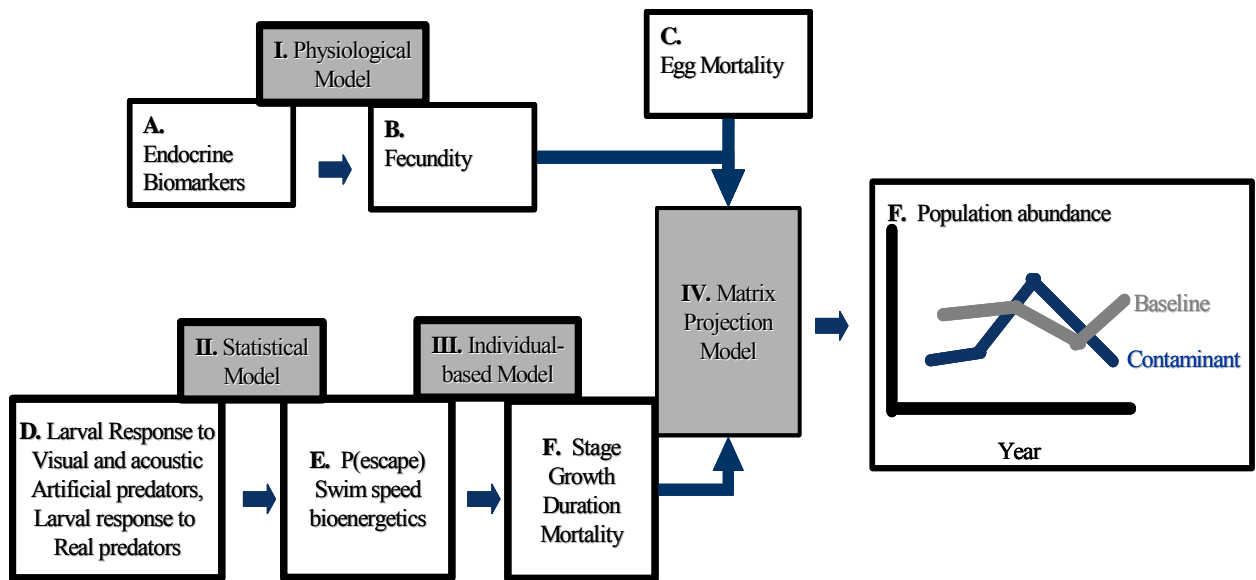 I. Physiological
Model
A.
Endocrine
Biomarkers
B.
Fecundity
C.
Egg Mortality
II. Statistical
Model
III. Individual-
based Model
D. Larval Response to
Visual and acoustic
Artificial predators,
Larval response to
Real predators
E. P(escape)
Swim speed
bioenergetics
F. Stage
Growth
Duration
Mortality
IV. Matrix
Projection
Model
F. Population abundance
Baseline
Contaminant
Year